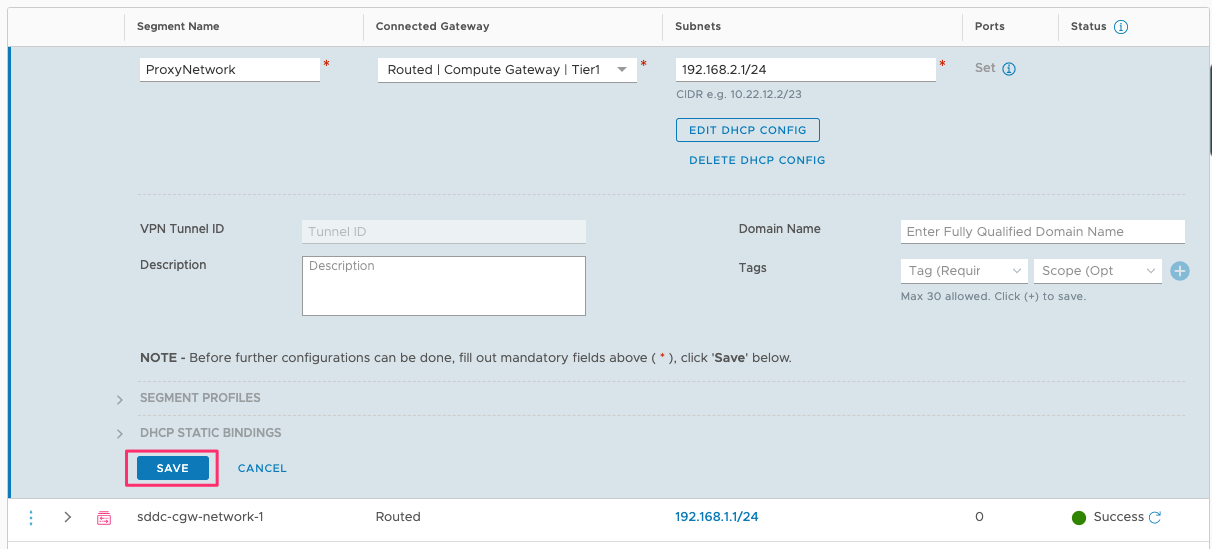 Segment Name Connected Gateway Subnets Ports Status
ProxyNetwork * Routed | Compute Gateway | Tier1 * 192.168.2.1/24 * Set
CIDR e.g. 10.22.12.2/23
EDIT DHCP CONFIG
DELETE DHCP CONFIG
VPN Tunnel ID Tunnel ID Domain Name Enter Fully Qualified Domain Name
Description Description Tags Tag (Requir Scope (Opt
Max 30 allowed. Click (+) to save.
NOTE - Before further configurations can be done, fill out mandatory fields above ( * ), click 'Save' below.
SEGMENT PROFILES
DHCP STATIC BINDINGS
SAVE CANCEL
sddc-cgw-network-1 Routed 192.168.1.1/24 0 Success